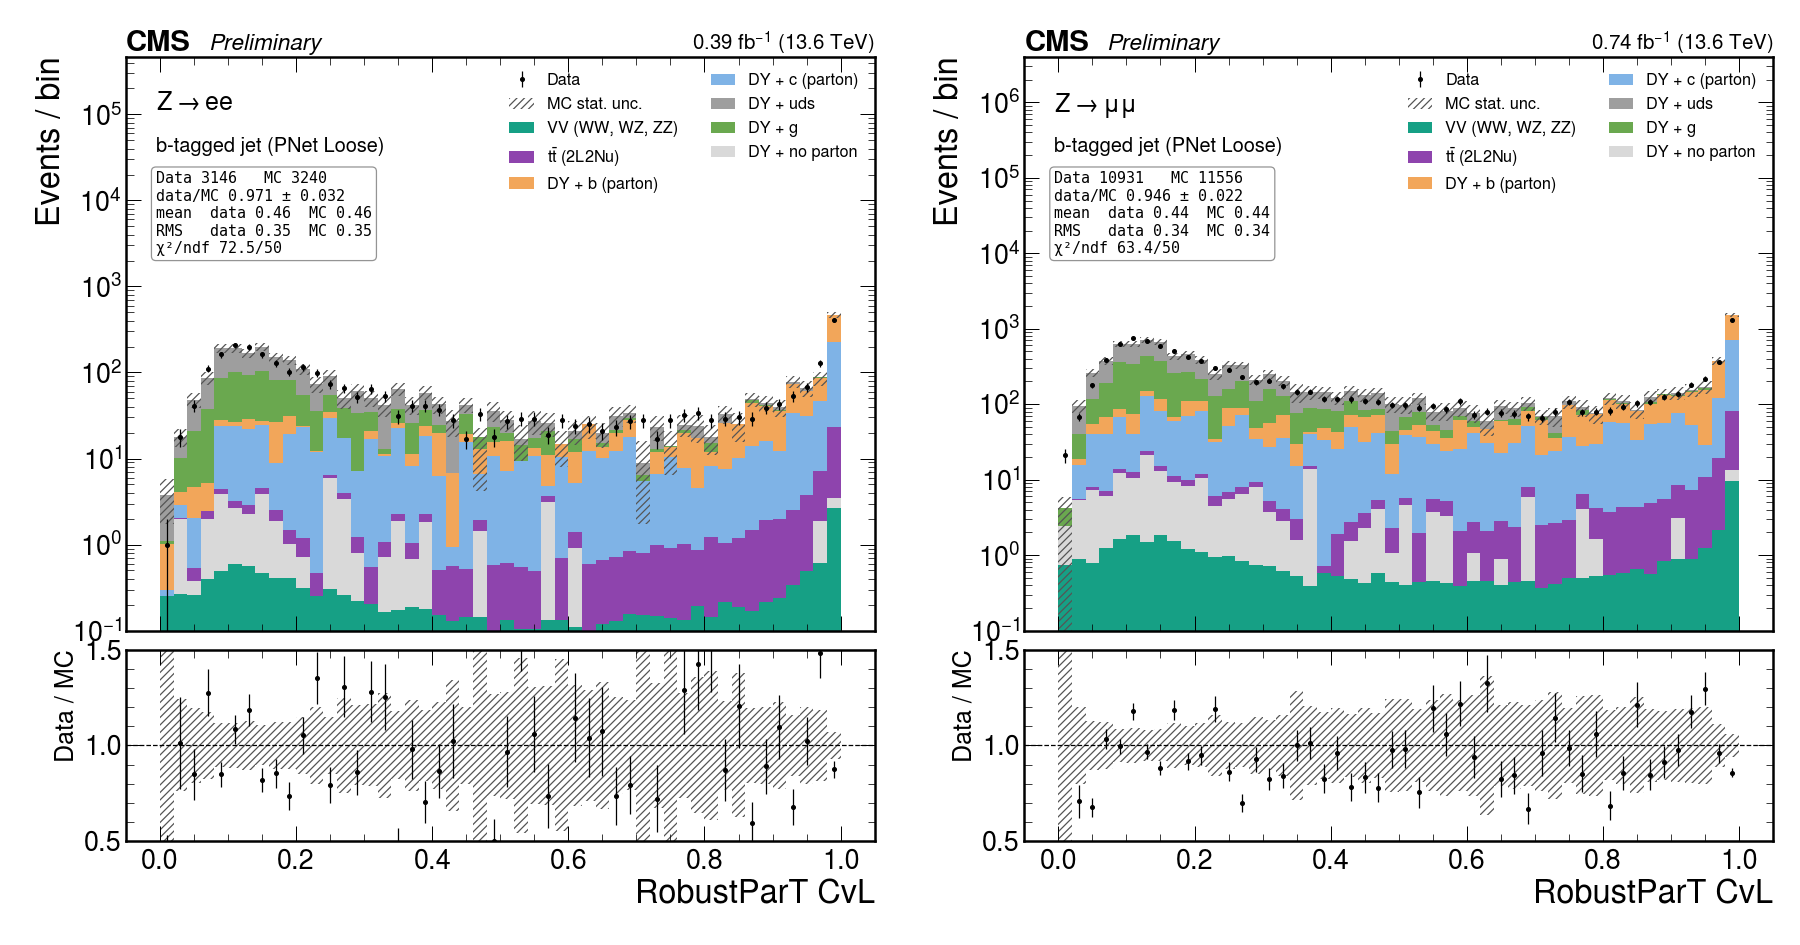 CMS Preliminary 0.39 fb⁻¹ (13.6 TeV)
Events / bin
Z → ee
b-tagged jet (PNet Loose)
Data 3146 MC 3240
data/MC 0.971 ± 0.032
mean data 0.46 MC 0.46
RMS data 0.35 MC 0.35
χ²/ndf 72.5/50
Data
MC stat. unc.
VV (WW, WZ, ZZ)
tt̄ (2L2Nu)
DY + b (parton)
DY + c (parton)
DY + uds
DY + g
DY + no parton
10⁵
10⁴
10³
10²
10¹
10⁰
10⁻¹
Data / MC
1.5
1.0
0.5
0.0 0.2 0.4 0.6 0.8 1.0
RobustParT CvL
CMS Preliminary 0.74 fb⁻¹ (13.6 TeV)
Events / bin
Z → μμ
b-tagged jet (PNet Loose)
Data 10931 MC 11556
data/MC 0.946 ± 0.022
mean data 0.44 MC 0.44
RMS data 0.34 MC 0.34
χ²/ndf 63.4/50
Data
MC stat. unc.
VV (WW, WZ, ZZ)
tt̄ (2L2Nu)
DY + b (parton)
DY + c (parton)
DY + uds
DY + g
DY + no parton
10⁶
10⁵
10⁴
10³
10²
10¹
10⁰
10⁻¹
Data / MC
1.5
1.0
0.5
0.0 0.2 0.4 0.6 0.8 1.0
RobustParT CvL